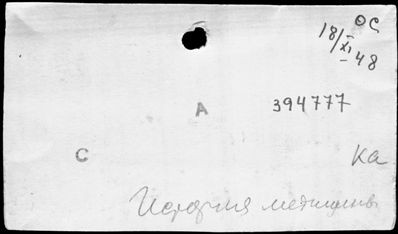 ОС
18/XI-48
А
394777
С
Ка
История медицины